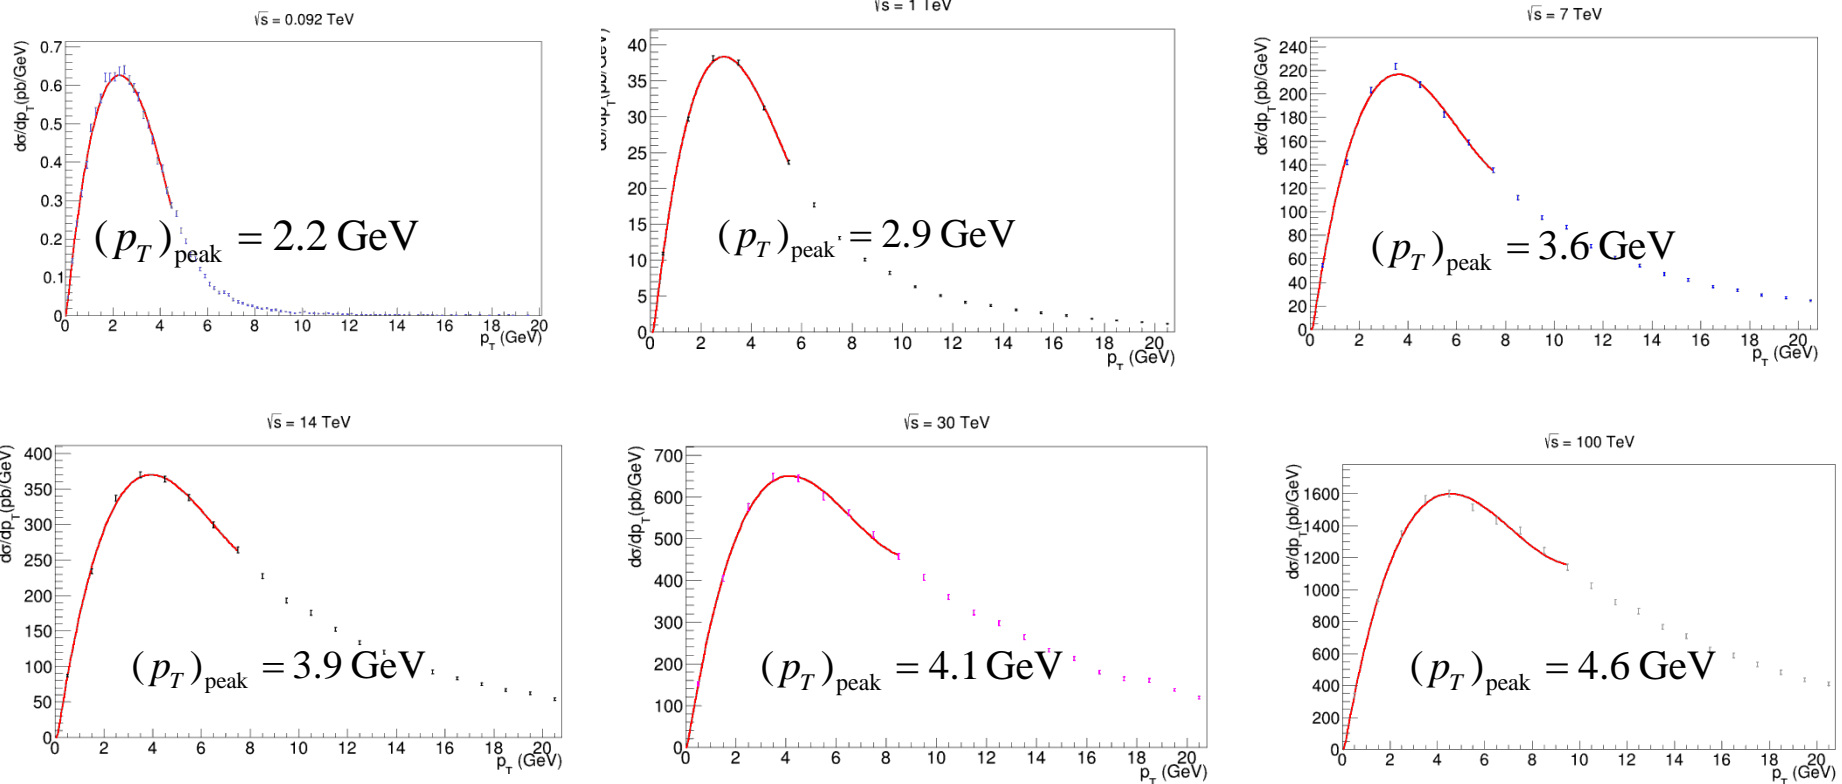 √s = 0.092 TeV
dσ/dp_T(pb/GeV)
0.7
0.6
0.5
0.4
0.3
0.2
0.1
0
(p_T)_peak = 2.2 GeV
0 2 4 6 8 10 12 14 16 18 20
p_T (GeV)
√s = 1 TeV
dσ/dp_T(pb/GeV)
40
35
30
25
20
15
10
5
0
(p_T)_peak = 2.9 GeV
0 2 4 6 8 10 12 14 16 18 20
p_T (GeV)
√s = 7 TeV
dσ/dp_T(pb/GeV)
240
220
200
180
160
140
120
100
80
60
40
20
0
(p_T)_peak = 3.6 GeV
0 2 4 6 8 10 12 14 16 18 20
p_T (GeV)
√s = 14 TeV
dσ/dp_T(pb/GeV)
400
350
300
250
200
150
100
50
0
(p_T)_peak = 3.9 GeV
0 2 4 6 8 10 12 14 16 18 20
p_T (GeV)
√s = 30 TeV
dσ/dp_T(pb/GeV)
700
600
500
400
300
200
100
0
(p_T)_peak = 4.1 GeV
0 2 4 6 8 10 12 14 16 18 20
p_T (GeV)
√s = 100 TeV
dσ/dp_T(pb/GeV)
1600
1400
1200
1000
800
600
400
200
0
(p_T)_peak = 4.6 GeV
0 2 4 6 8 10 12 14 16 18 20
p_T (GeV)